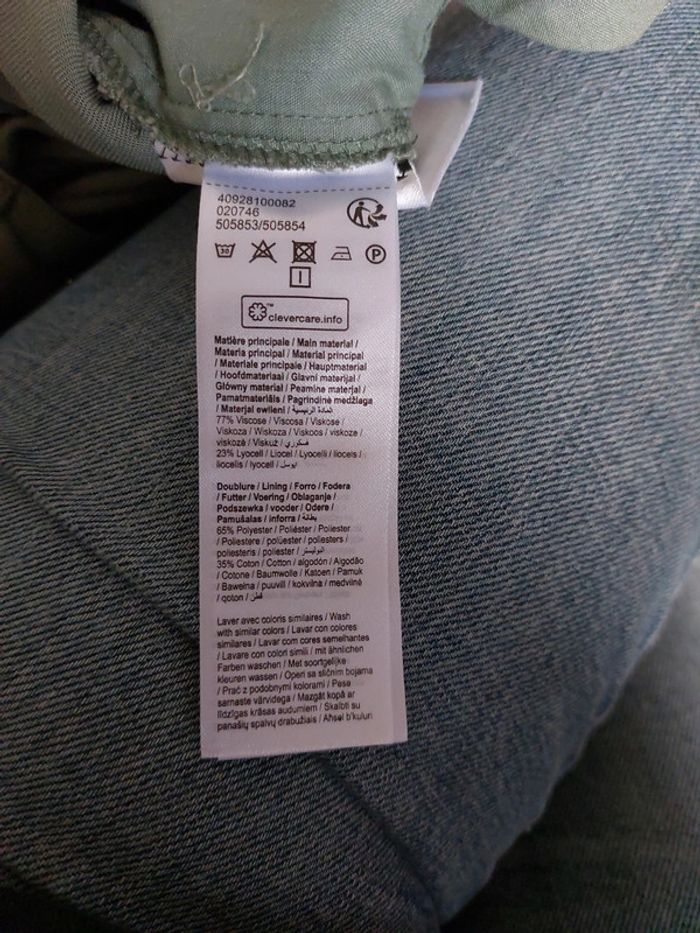 40928100082
020746
505853/505854
30
P
clevercare.info™
Matière principale / Main material /
Materia principal / Material principal
/ Materiale principale / Hauptmaterial
/ Hoofdmateriaal / Glavni materijal /
Główny materiał / Peamine materjal /
Pamatmateriāls / Pagrindinė medžiaga
/ Materjal ewlieni / المادة الرئيسية
77% Viscose / Viscosa / Viskose /
Viskoza / Wiskoza / Viskoos / viskoze /
viskozė / Viskuż / فسكوزي
23% Lyocell / Liocel / Lyocelli / liocels /
liocelis / lyocell /
Doublure / Lining / Forro / Fodera
/ Futter / Voering / Oblaganje /
Podszewka / vooder / Odere /
Pamušalas / inforra / بطانة
65% Polyester / Poliéster / Poliester
/ Poliestere / polüester / poliesters /
poliesteris / poliester / البوليستر
35% Coton / Cotton / algodón / Algodão
/ Cotone / Baumwolle / Katoen / Pamuk
/ Bawełna / puuvill / kokvilna / medvilnė
/ qoton / قطن
Laver avec coloris similaires / Wash
with similar colors / Lavar con colores
similares / Lavar com cores semelhantes
/ Lavare con colori simili / mit ähnlichen
Farben waschen / Met soortgelijke
kleuren wassen / Operi sa sličnim bojama
/ Prać z podobnymi kolorami / Pese
sarnaste värvidega / Mazgāt kopā ar
līdzīgas krāsas audumiem / Skalbti su
panašių spalvų drabužiais / Aħsel b'kuluri